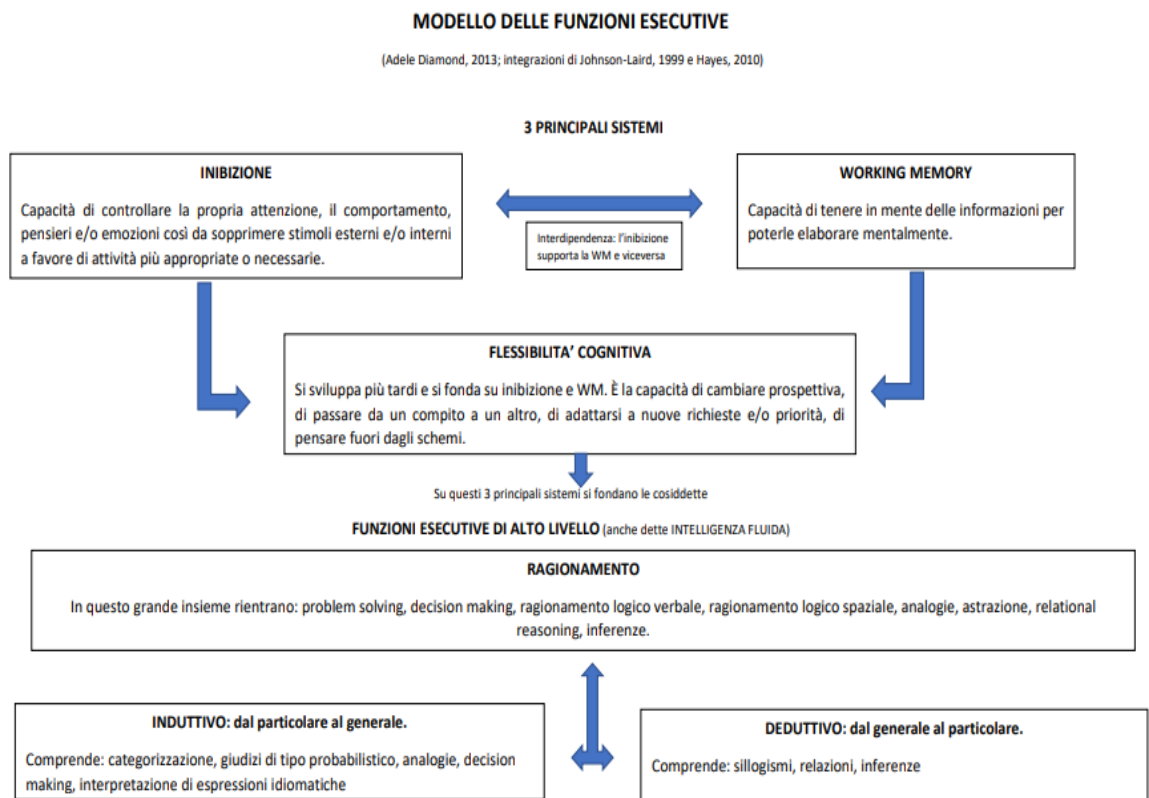 MODELLO DELLE FUNZIONI ESECUTIVE
(Adele Diamond, 2013; integrazioni di Johnson-Laird, 1999 e Hayes, 2010)
3 PRINCIPALI SISTEMI
INIBIZIONE
Capacità di controllare la propria attenzione, il comportamento,
pensieri e/o emozioni così da sopprimere stimoli esterni e/o interni
a favore di attività più appropriate o necessarie.
Interdipendenza: l'inibizione
supporta la WM e viceversa
WORKING MEMORY
Capacità di tenere in mente delle informazioni per
poterle elaborare mentalmente.
FLESSIBILITA' COGNITIVA
Si sviluppa più tardi e si fonda su inibizione e WM. È la capacità di cambiare prospettiva,
di passare da un compito a un altro, di adattarsi a nuove richieste e/o priorità, di
pensare fuori dagli schemi.
Su questi 3 principali sistemi si fondano le cosiddette
FUNZIONI ESECUTIVE DI ALTO LIVELLO (anche dette INTELLIGENZA FLUIDA)
RAGIONAMENTO
In questo grande insieme rientrano: problem solving, decision making, ragionamento logico verbale, ragionamento logico spaziale, analogie, astrazione, relational
reasoning, inferenze.
INDUTTIVO: dal particolare al generale.
Comprende: categorizzazione, giudizi di tipo probabilistico, analogie, decision
making, interpretazione di espressioni idiomatiche
DEDUTTIVO: dal generale al particolare.
Comprende: sillogismi, relazioni, inferenze